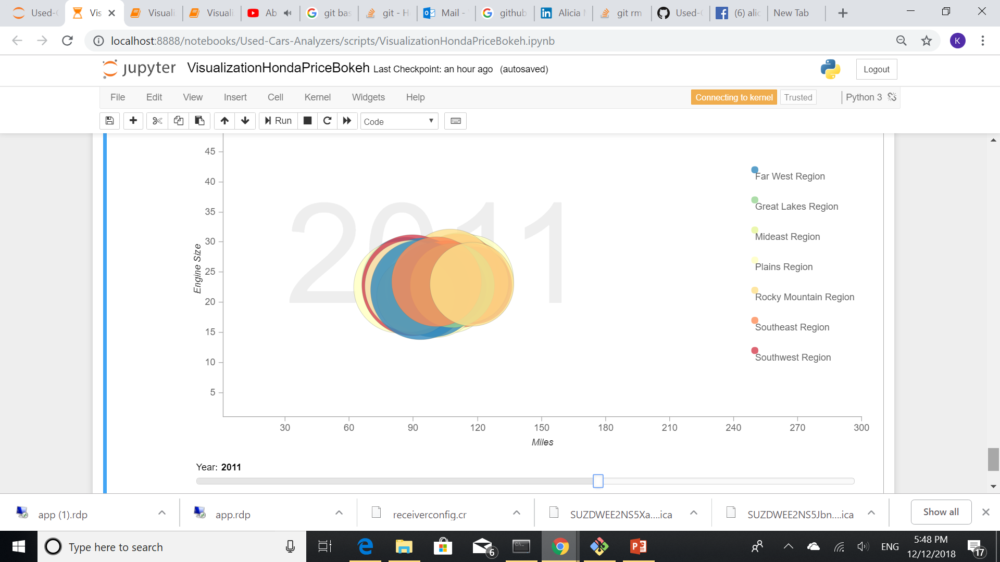 Used-
Vis
Visuali
Visuali
Ab
git bas
git - H
Mail -
github
Alicia
git rm
Used-
(6) alic
New Tab
localhost:8888/notebooks/Used-Cars-Analyzers/scripts/VisualizationHondaPriceBokeh.ipynb
K
jupyter VisualizationHondaPriceBokeh Last Checkpoint: an hour ago (autosaved)
Logout
File Edit View Insert Cell Kernel Widgets Help
Connecting to kernel Trusted Python 3
Run Code
2011
45
40
35
30
25
20
15
10
5
Engine Size
Far West Region
Great Lakes Region
Mideast Region
Plains Region
Rocky Mountain Region
Southeast Region
Southwest Region
30 60 90 120 150 180 210 240 270 300
Miles
Year: 2011
app (1).rdp
app.rdp
receiverconfig.cr
SUZDWEE2NS5Xa....ica
SUZDWEE2NS5Jbn....ica
Show all
Type here to search
6
ENG
5:48 PM
12/12/2018
17